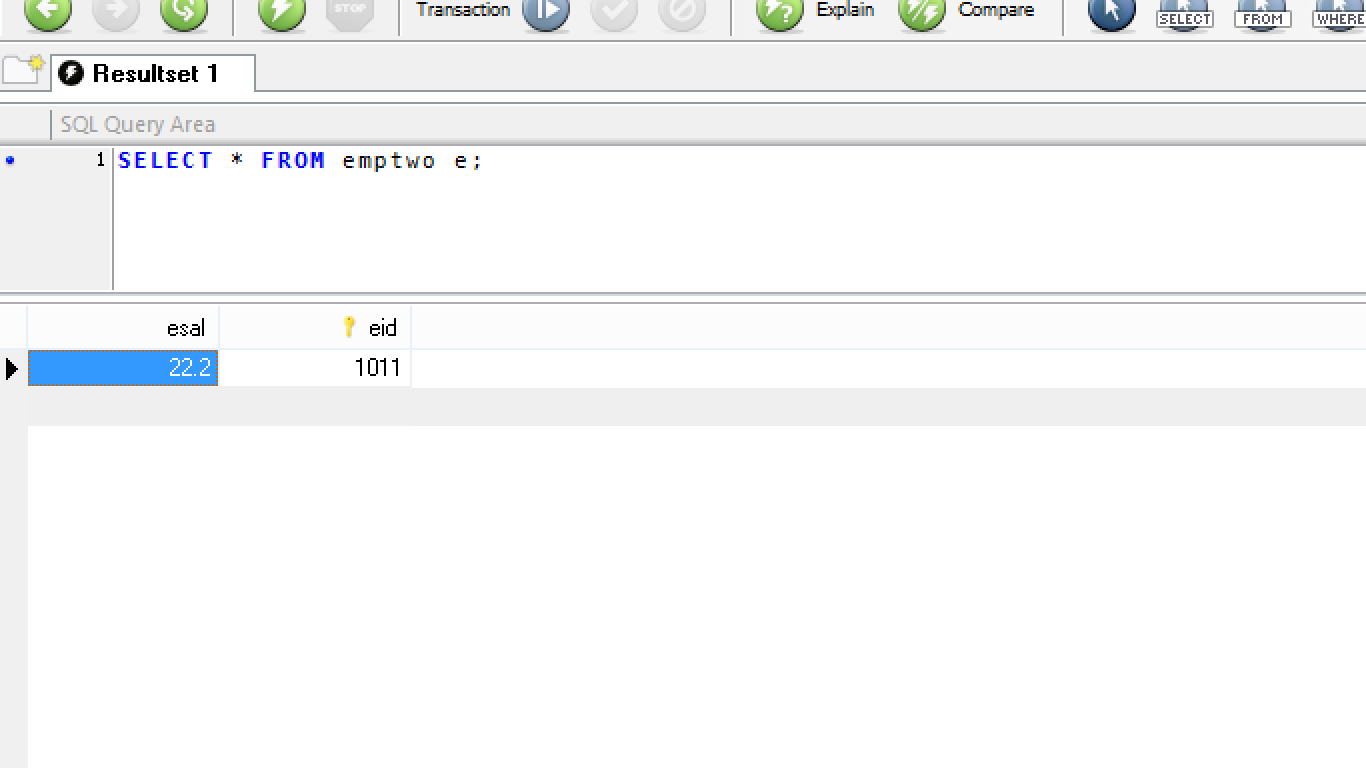 STOP Transaction Explain Compare SELECT FROM WHERE
Resultset 1
SQL Query Area
1 SELECT * FROM emptwo e;
esal eid
22.2 1011